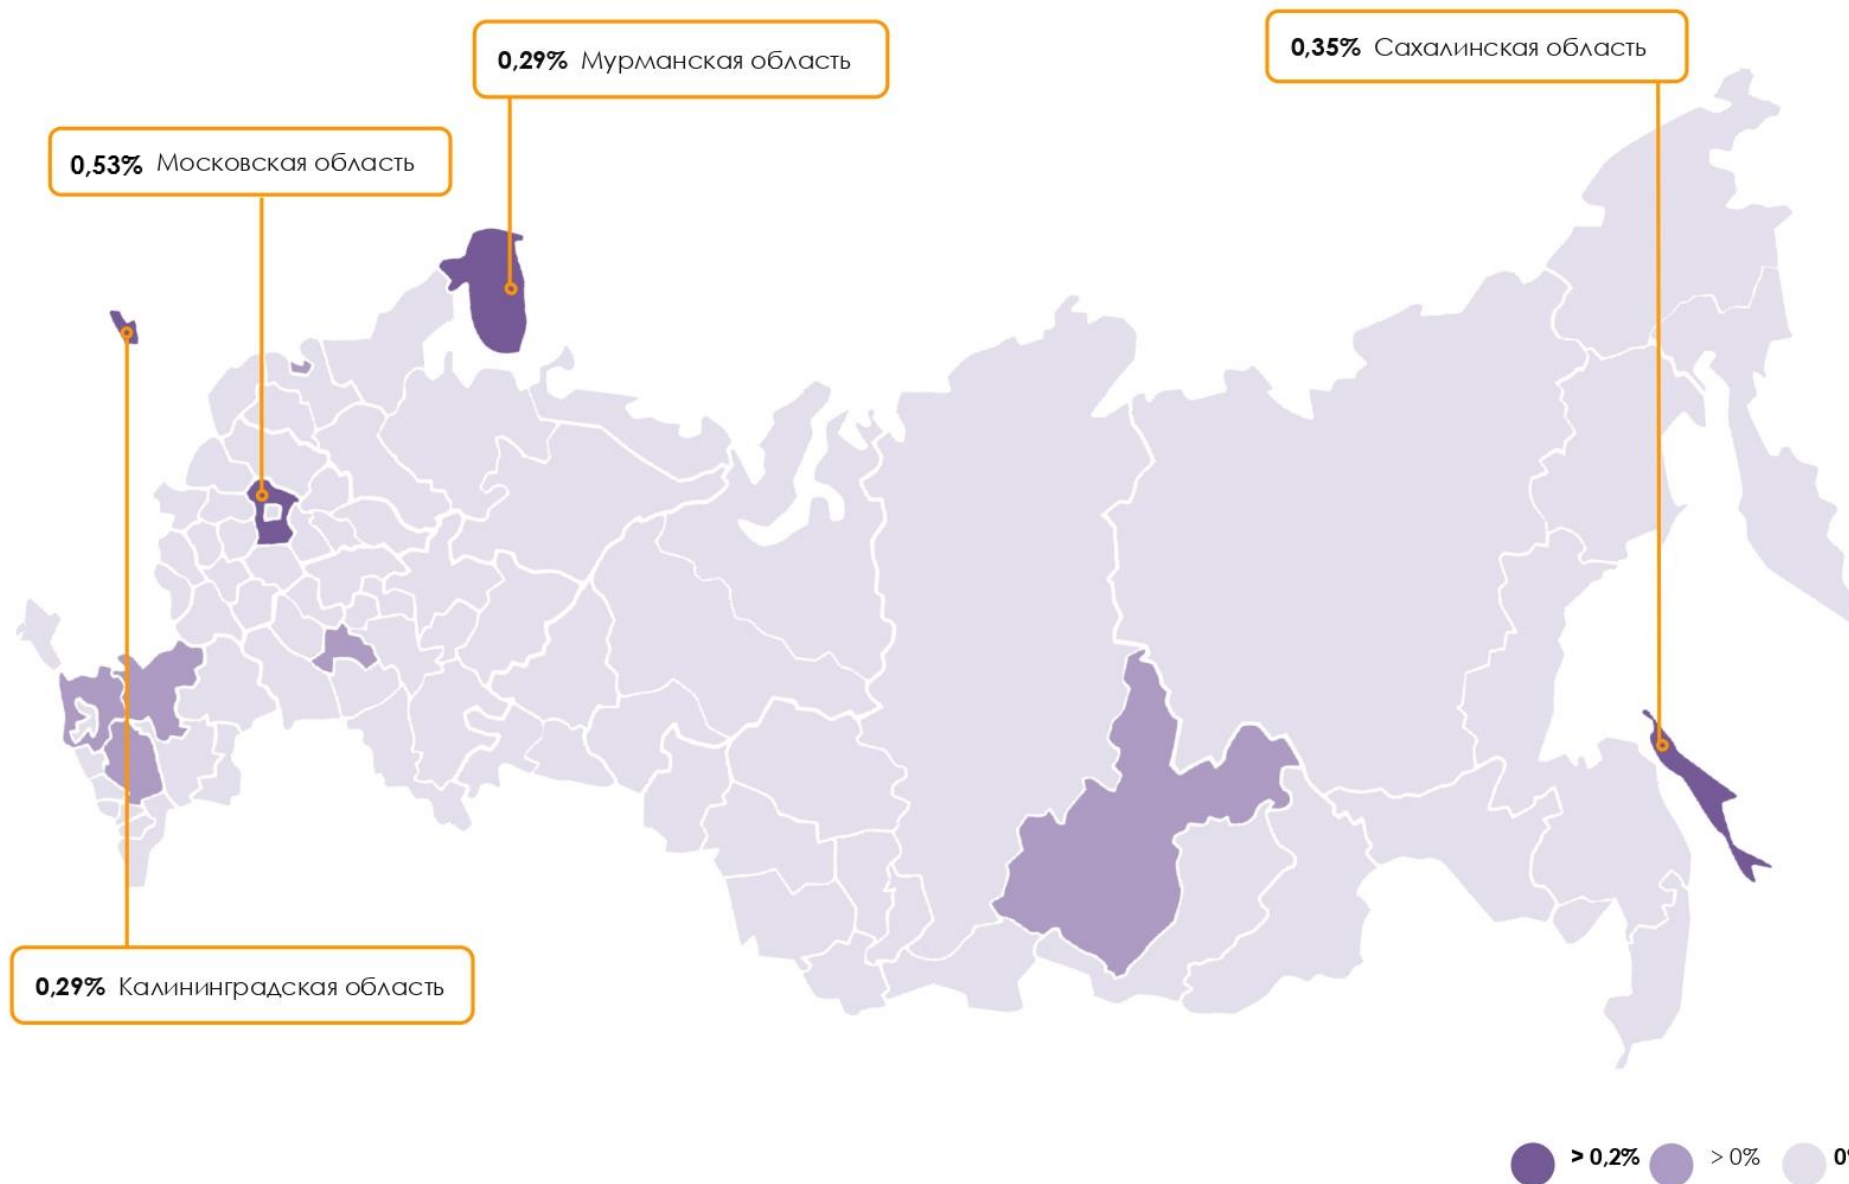 0,29% Мурманская область
0,35% Сахалинская область
0,53% Московская область
0,29% Калининградская область
> 0,2% > 0%